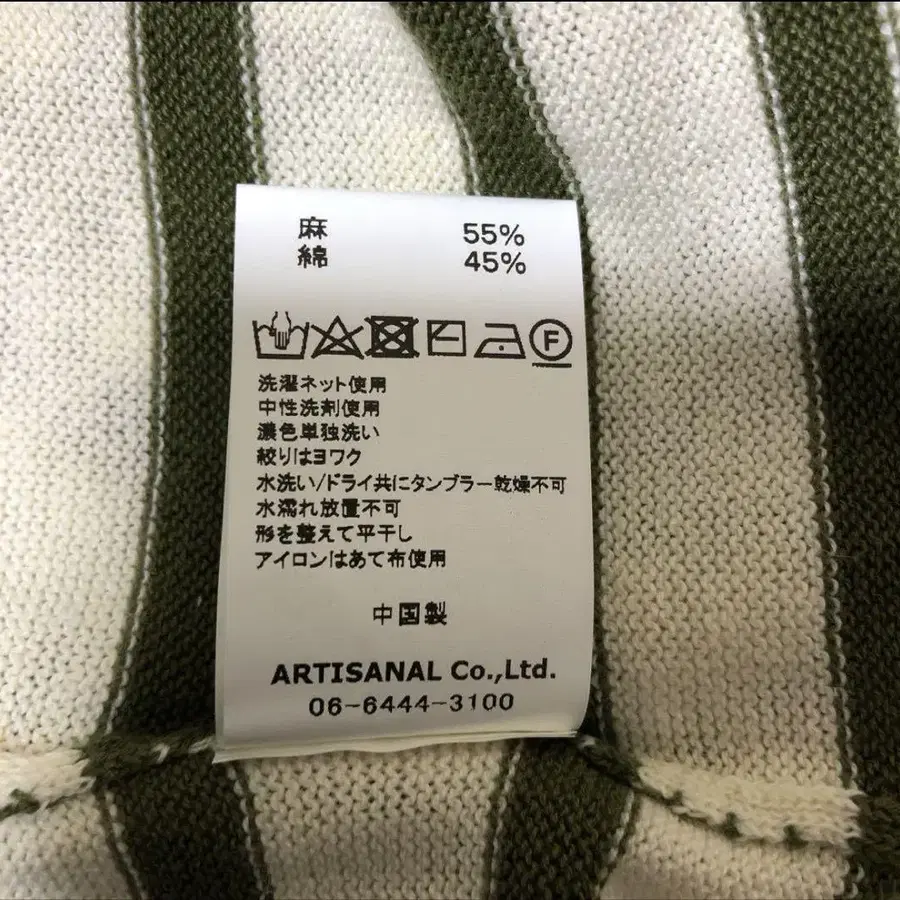 麻 55%
綿 45%
F
洗濯ネット使用
中性洗剤使用
濃色単独洗い
絞りはヨワク
水洗い/ドライ共にタンブラー乾燥不可
水濡れ放置不可
形を整えて平干し
アイロンはあて布使用
中国製
ARTISANAL Co.,Ltd.
06-6444-3100